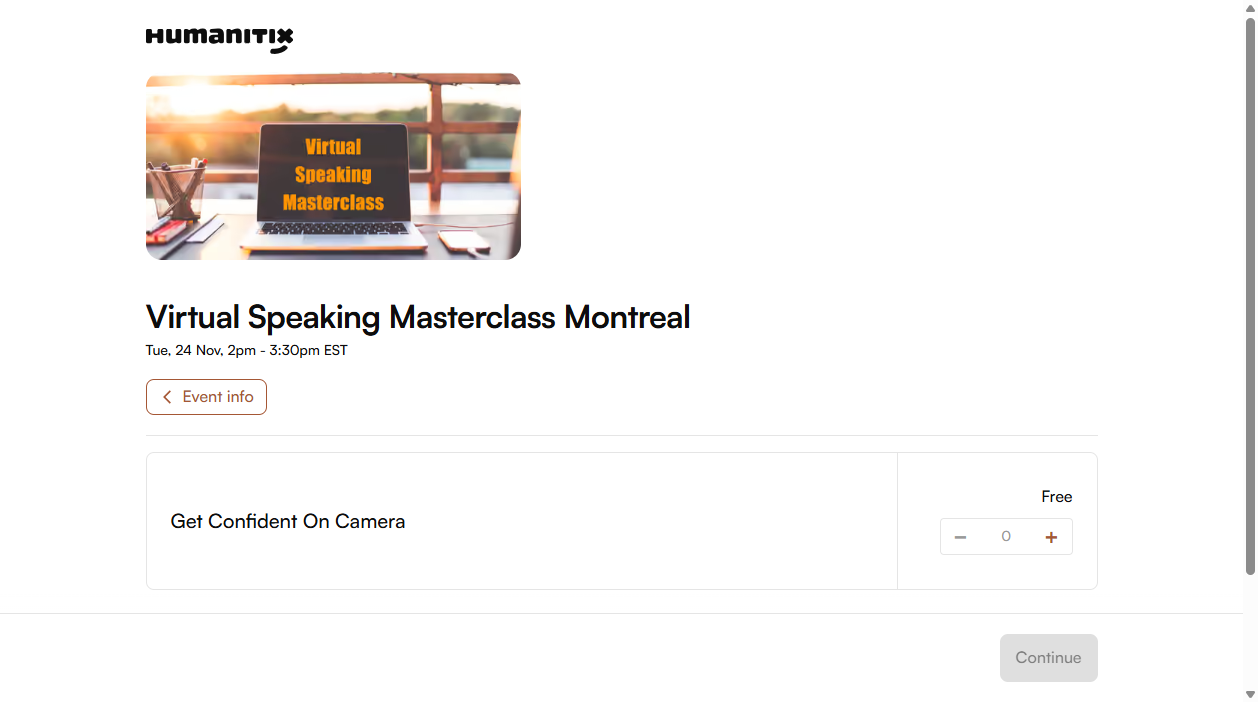 Humanitix
Virtual
Speaking
Masterclass
Virtual Speaking Masterclass Montreal
Tue, 24 Nov, 2pm - 3:30pm EST
Event info
Free
Get Confident On Camera
0
Continue